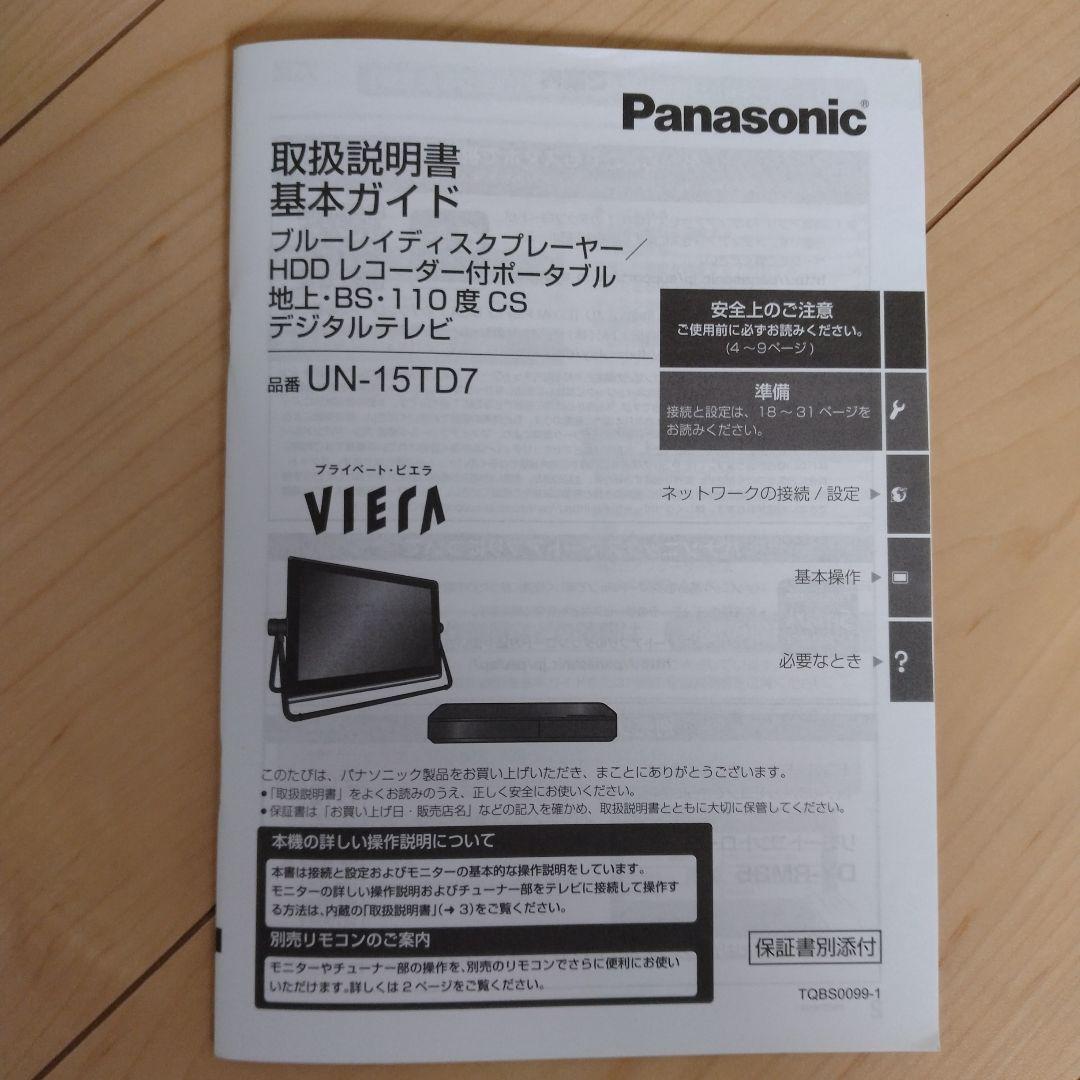 Panasonic®
取扱説明書
基本ガイド
ブルーレイディスクプレーヤー／
HDD レコーダー付ポータブル
地上・BS・110 度 CS
デジタルテレビ
品番 UN-15TD7
安全上のご注意
ご使用前に必ずお読みください。
(4 ～9ページ)
準備
接続と設定は、18 ～ 31 ページを
お読みください。
プライベート・ビエラ
VIERA
ネットワークの接続 / 設定 ▶
基本操作 ▶
必要なとき ▶ ?
このたびは、パナソニック製品をお買い上げいただき、まことにありがとうございます。
●「取扱説明書」をよくお読みのうえ、正しく安全にお使いください。
●保証書は「お買い上げ日・販売店名」などの記入を確かめ、取扱説明書とともに大切に保管してください。
本機の詳しい操作説明について
本書は接続と設定およびモニターの基本的な操作説明をしています。
モニターの詳しい操作説明およびチューナー部をテレビに接続して操作す
る方法は、内蔵の「取扱説明書」(➔ 3)をご覧ください。
別売リモコンのご案内
モニターやチューナー部の操作を、別売のリモコンでさらに便利にお使い
いただけます。詳しくは 2 ページをご覧ください。
保証書別添付
TQBS0099-1